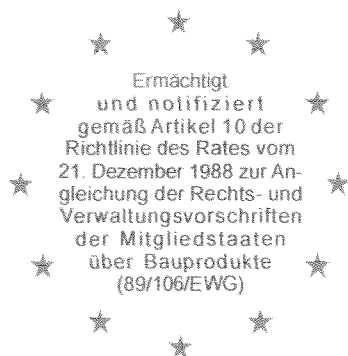 Ermächtigt
und notifiziert
gemäß Artikel 10 der
Richtlinie des Rates vom
21. Dezember 1988 zur An-
gleichung der Rechts- und
Verwaltungsvorschriften
der Mitgliedstaaten
über Bauprodukte
(89/106/EWG)